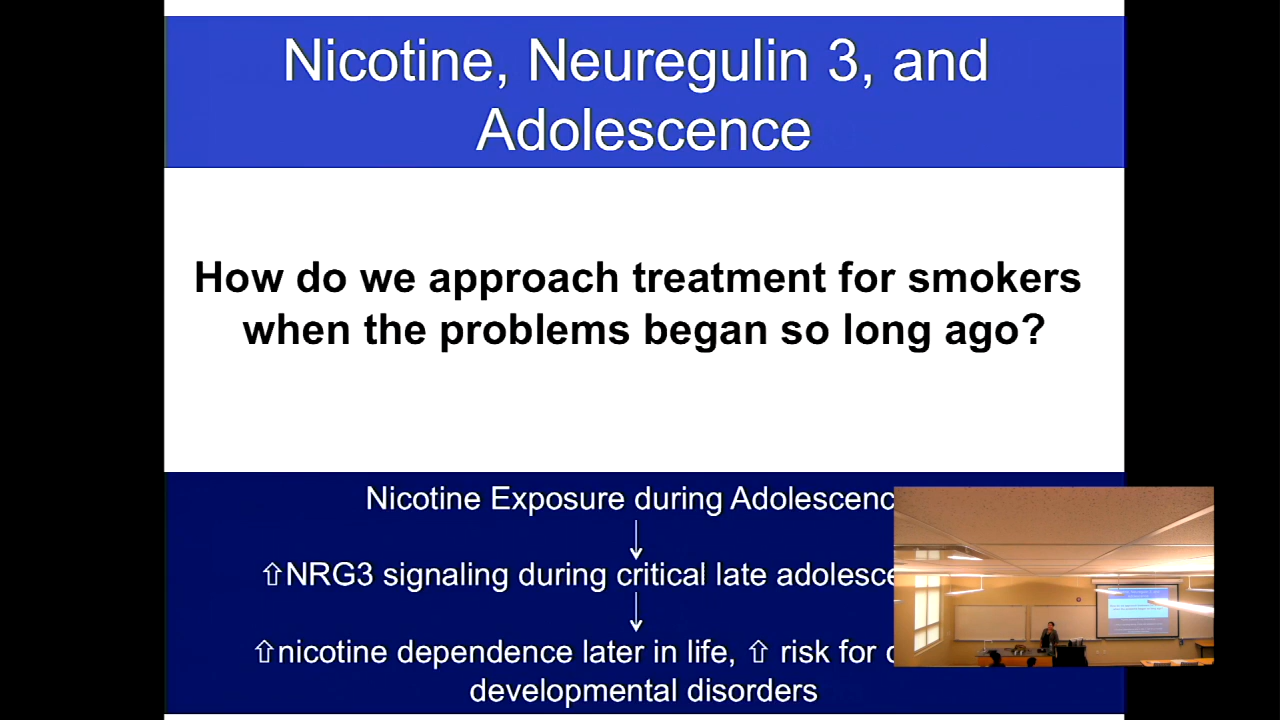 Nicotine, Neuregulin 3, and
Adolescence
How do we approach treatment for smokers
when the problems began so long ago?
Nicotine Exposure during Adolescenc
⇧NRG3 signaling during critical late adolesce
⇧nicotine dependence later in life, ⇧ risk for
developmental disorders